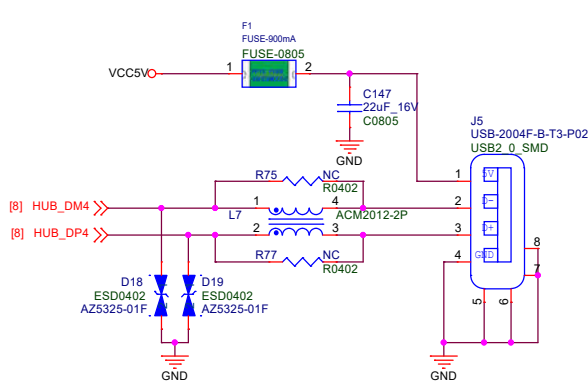 F1
FUSE-900mA
FUSE-0805
VCC5V
1
2
C147
22uF_16V
C0805
GND
J5
USB-2004F-B-T3-P02
USB2_0_SMD
R75
NC
R0402
1
5V
[8] HUB_DM4
1
4
ACM2012-2P
2
D-
L7
[8] HUB_DP4
2
3
3
D+
R77
NC
R0402
4
GND
8
7
D18
D19
ESD0402
ESD0402
AZ5325-01F
AZ5325-01F
5
6
GND
GND